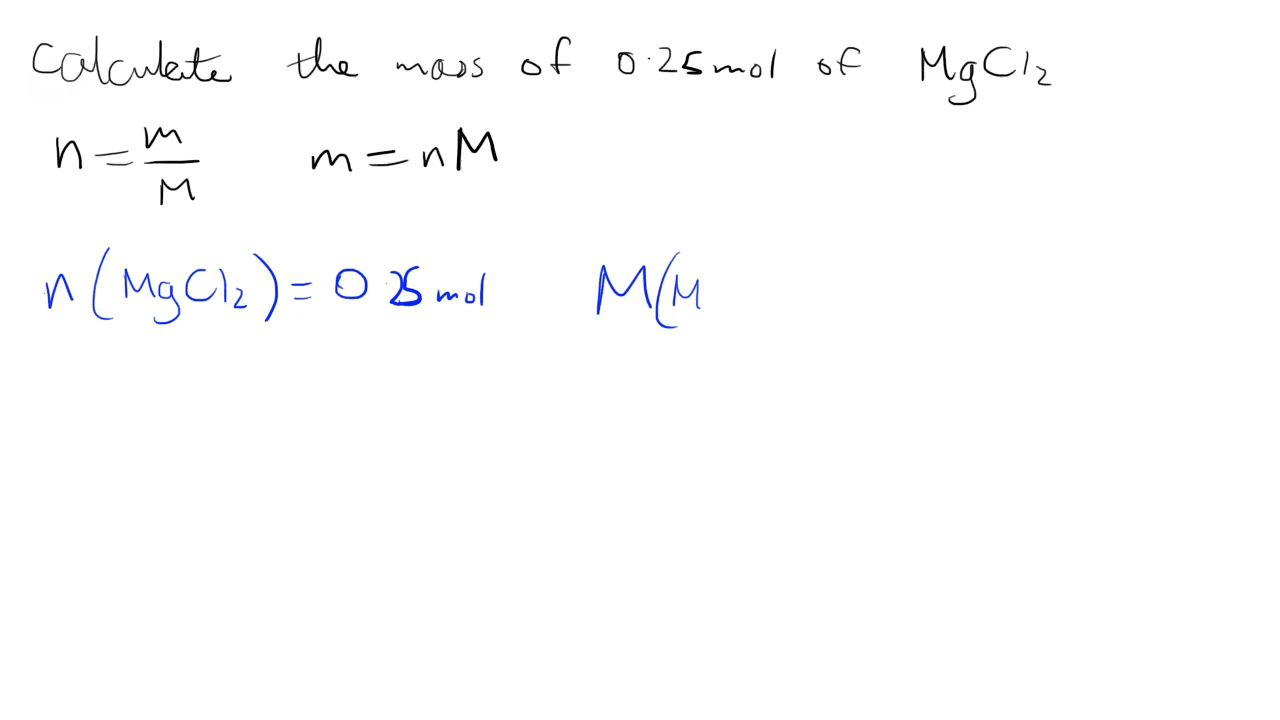 Calculate the mass of 0.25mol of MgCl2
n = m/M m = nM
n(MgCl2) = 0.25 mol M(M